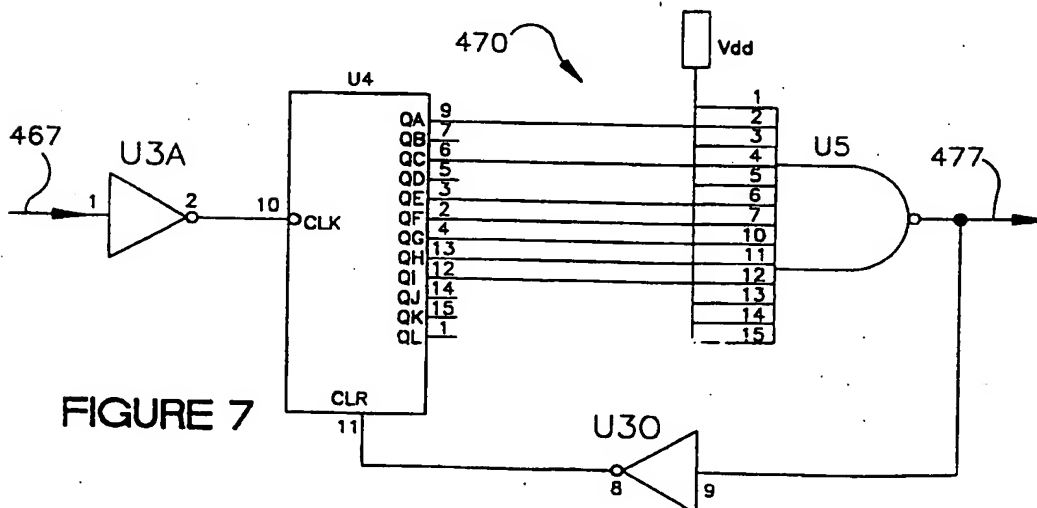 470
Vdd
U4
467
U3A
1
2
10
CLK
QA 9
QB 7
QC 6
QD 5
QE 3
QF 2
QG 4
QH 13
QI 12
QJ 14
QK 15
QL 1
CLR
11
1
2
3
4
5
6
7
10
11
12
13
14
15
U5
477
FIGURE 7
U30
8
9